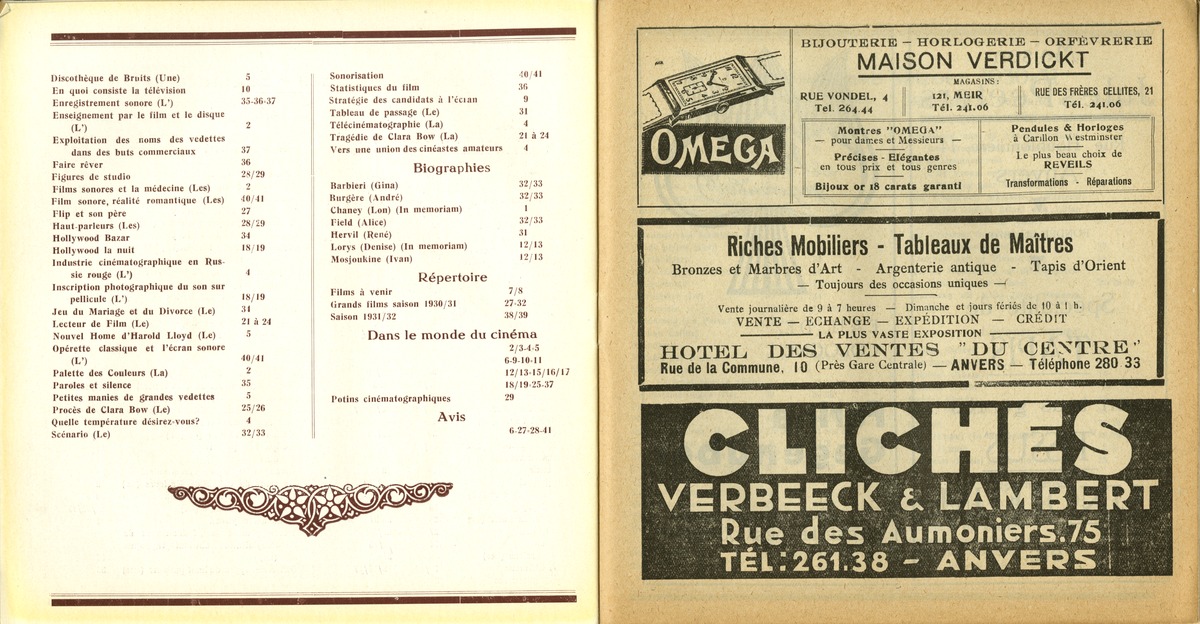 Discothèque de Bruits (Une) 5
En quoi consiste la télévision 10
Enregistrement sonore (L') 35-36-37
Enseignement par le film et le disque
(L') 2
Exploitation des noms des vedettes
dans des buts commerciaux 37
Faire rêver 36
Figures de studio 28/29
Films sonores et la médecine (Les) 2
Film sonore, réalité romantique (Les) 40/41
Flip et son père 27
Haut-parleurs (Les) 28/29
Hollywood Bazar 34
Hollywood la nuit 18/19
Industrie cinématographique en Rus-
sie rouge (L') 4
Inscription photographique du son sur
pellicule (L') 18/19
Jeu du Mariage et du Divorce (Le) 31
Lecteur de Film (Le) 21 à 24
Nouvel Home d'Harold Lloyd (Le) 5
Opérette classique et l'écran sonore
(L') 40/41
Palette des Couleurs (La) 2
Paroles et silence 35
Petites manies de grandes vedettes 5
Procès de Clara Bow (Le) 25/26
Quelle température désirez-vous? 4
Scénario (Le) 32/33
Sonorisation 40/41
Statistiques du film 36
Stratégie des candidats à l'écran 9
Tableau de passage (Le) 31
Télécinématographie (La) 4
Tragédie de Clara Bow (La) 21 à 24
Vers une union des cinéastes amateurs 4
Biographies
Barbieri (Gina) 32/33
Burgère (André) 32/33
Chaney (Lon) (In memoriam) 1
Field (Alice) 32/33
Hervil (René) 31
Lorys (Denise) (In memoriam) 12/13
Mosjoukine (Ivan) 12/13
Répertoire
Films à venir 7/8
Grands films saison 1930/31 27-32
Saison 1931/32 38/39
Dans le monde du cinéma
2/3-4-5
6-9-10-11
12/13-15/16/17
18/19-25-37
Potins cinématographiques 29
Avis
6-27-28-41
OMEGA
BIJOUTERIE — HORLOGERIE — ORFÈVRERIE
MAISON VERDICKT
MAGASINS:
RUE VONDEL, 4
Tel. 264.44
121, MEIR
Tél. 241.06
RUE DES FRÈRES CELLITES, 21
Tél. 241.06
Montres "OMEGA"
— pour dames et Messieurs —
Précises - Elégantes
en tous prix et tous genres
Bijoux or 18 carats garanti
Pendules & Horloges
à Carillon Westminster
Le plus beau choix de
REVEILS
Transformations - Réparations
Riches Mobiliers - Tableaux de Maîtres
Bronzes et Marbres d'Art - Argenterie antique - Tapis d'Orient
— Toujours des occasions uniques —
Vente journalière de 9 à 7 heures — Dimanche et jours fériés de 10 à 1 h.
VENTE — ECHANGE — EXPÉDITION — CRÉDIT
LA PLUS VASTE EXPOSITION
HOTEL DES VENTES "DU CENTRE"
Rue de la Commune, 10 (Près Gare Centrale) — ANVERS — Téléphone 280 33
CLICHÉS
VERBEECK & LAMBERT
Rue des Aumoniers.75
TÉL: 261.38 - ANVERS